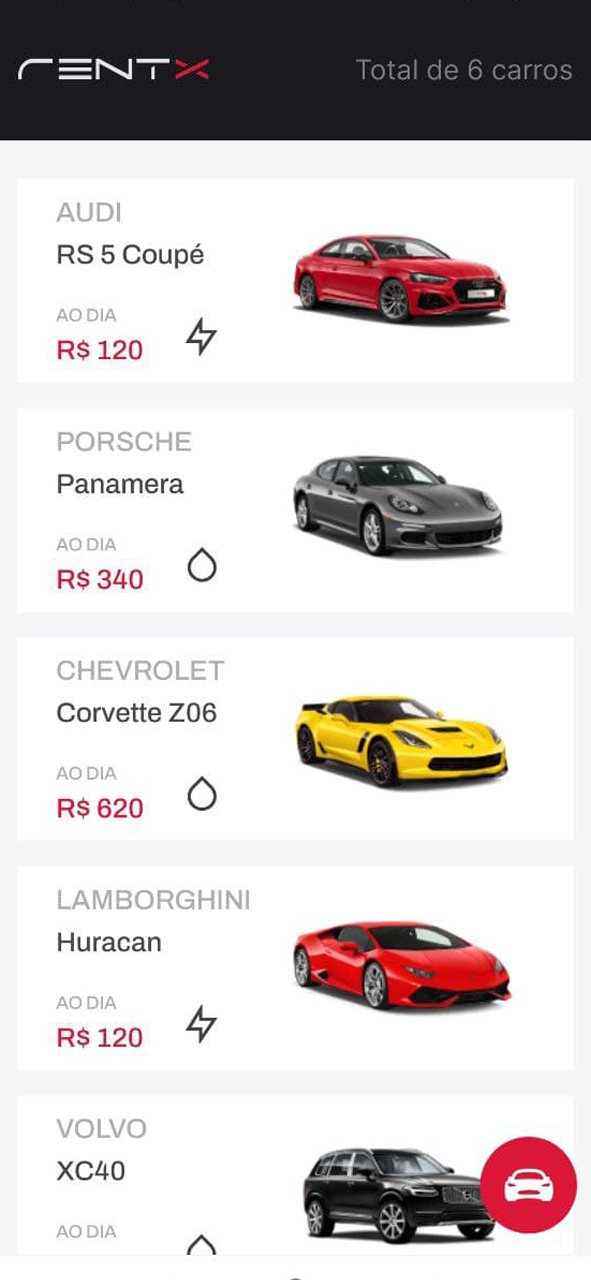 RENTX
Total de 6 carros
AUDI
RS 5 Coupé
AO DIA
R$ 120
PORSCHE
Panamera
AO DIA
R$ 340
CHEVROLET
Corvette Z06
AO DIA
R$ 620
LAMBORGHINI
Huracan
AO DIA
R$ 120
VOLVO
XC40
AO DIA